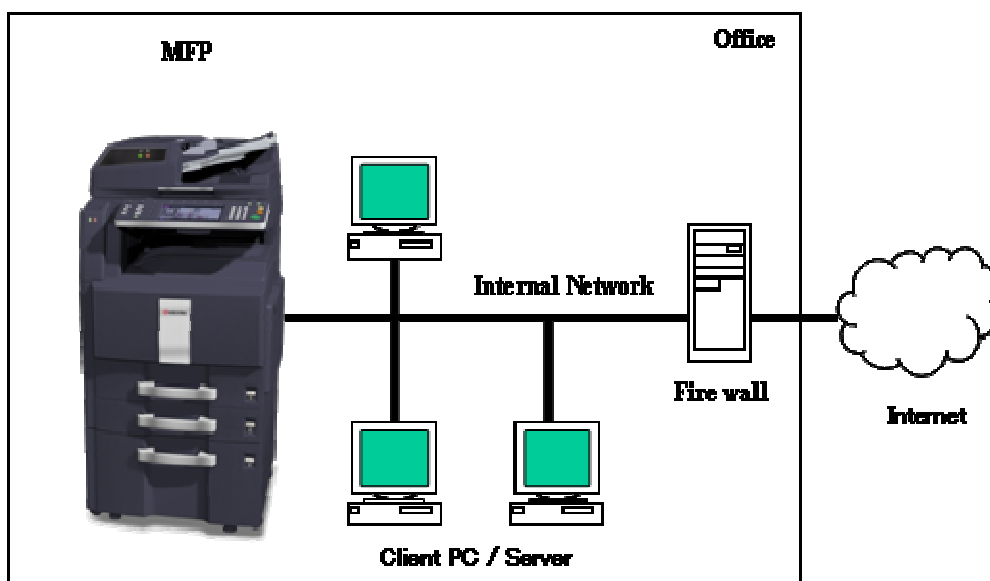 MFP
Office
Internal Network
Fire wall
Internet
Client PC / Server